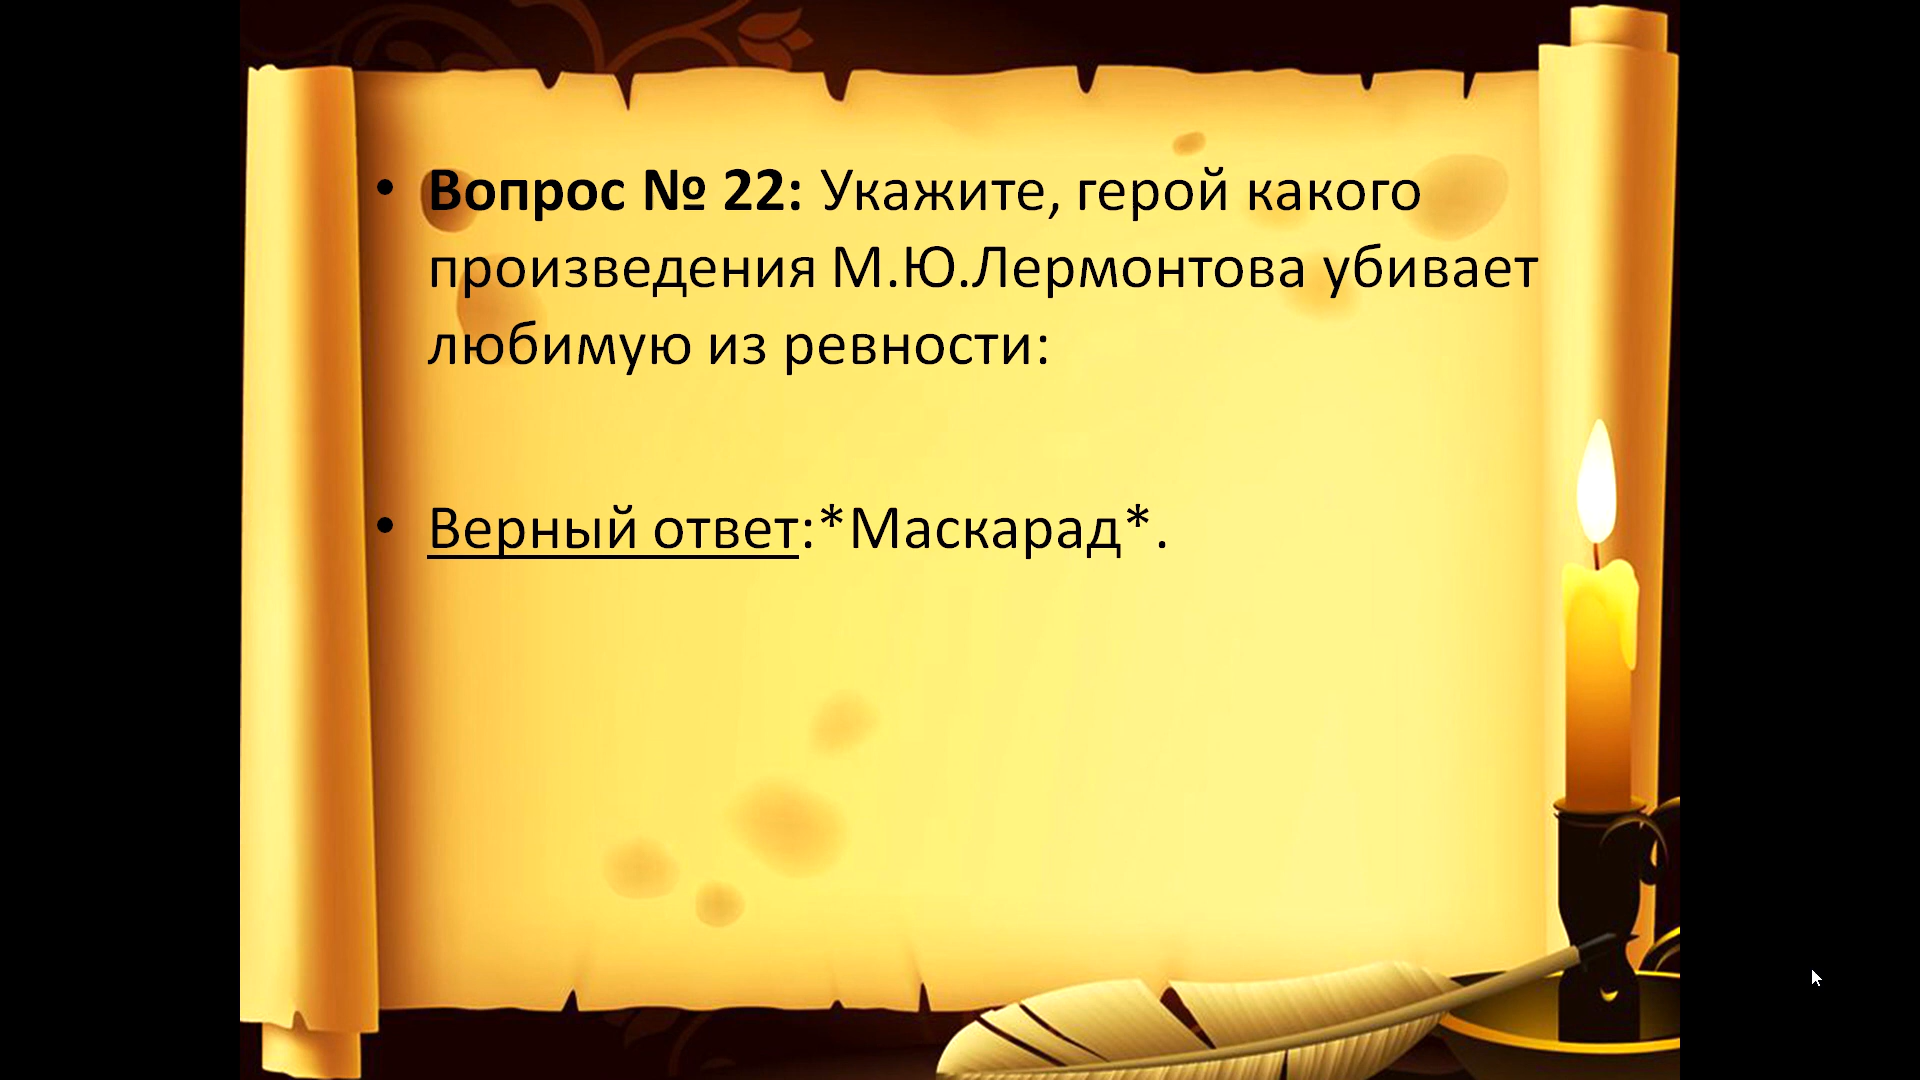 • Вопрос № 22: Укажите, герой какого
произведения М.Ю.Лермонтова убивает
любимую из ревности:
• Верный ответ:*Маскарад*.